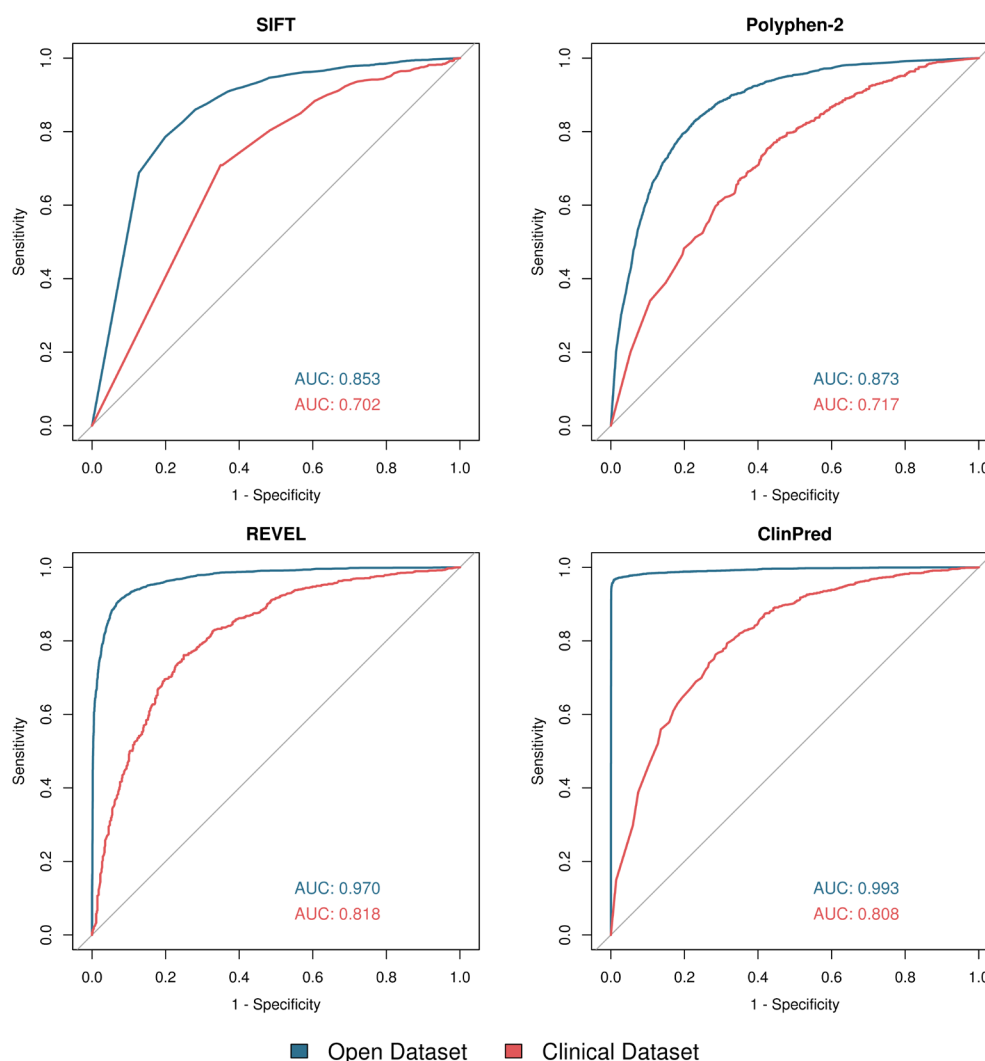 SIFT
Sensitivity
0.0 0.2 0.4 0.6 0.8 1.0
AUC: 0.853
AUC: 0.702
0.0 0.2 0.4 0.6 0.8 1.0
1 - Specificity
Polyphen-2
Sensitivity
0.0 0.2 0.4 0.6 0.8 1.0
AUC: 0.873
AUC: 0.717
0.0 0.2 0.4 0.6 0.8 1.0
1 - Specificity
REVEL
Sensitivity
0.0 0.2 0.4 0.6 0.8 1.0
AUC: 0.970
AUC: 0.818
0.0 0.2 0.4 0.6 0.8 1.0
1 - Specificity
ClinPred
Sensitivity
0.0 0.2 0.4 0.6 0.8 1.0
AUC: 0.993
AUC: 0.808
0.0 0.2 0.4 0.6 0.8 1.0
1 - Specificity
Open Dataset Clinical Dataset